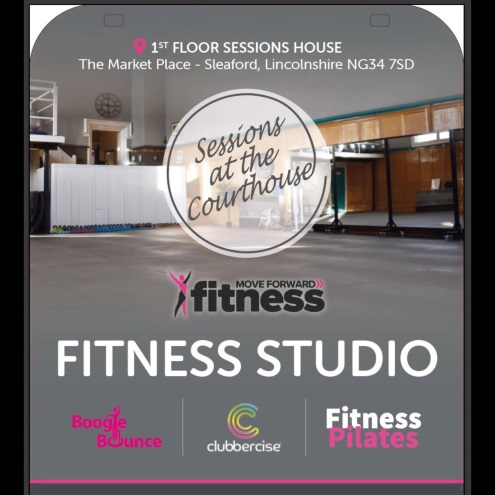 1ST FLOOR SESSIONS HOUSE
The Market Place - Sleaford, Lincolnshire NG34 7SD
Sessions
at the
Courthouse
MOVE FORWARD
fitness
FITNESS STUDIO
Boogie
Bounce
clubbercise
Fitness
Pilates